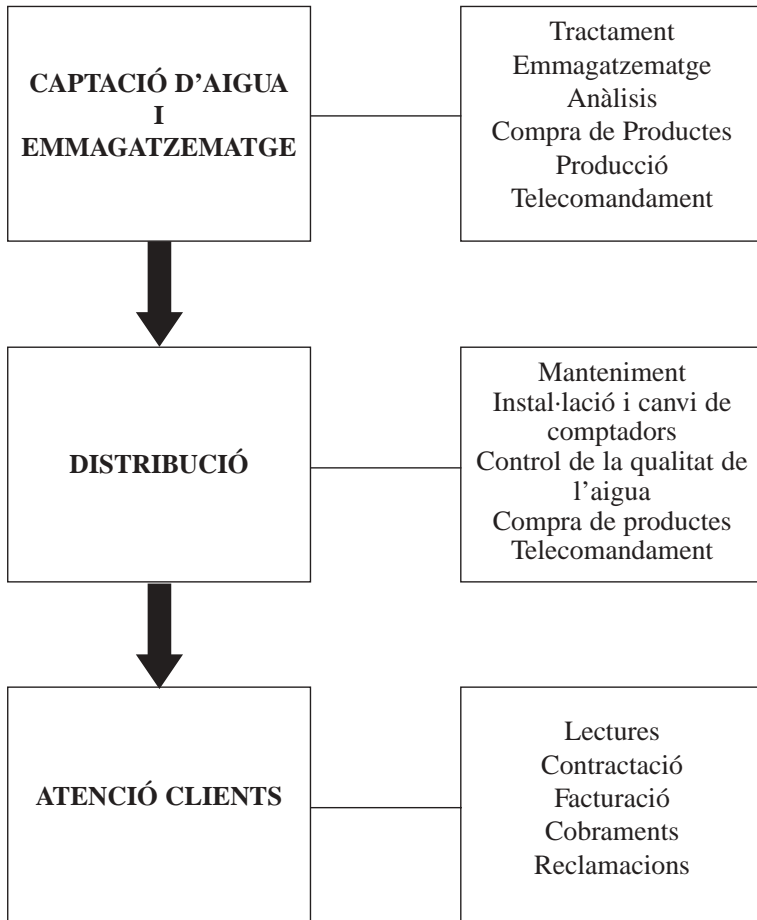 CAPTACIÓ D’AIGUA
I
EMMAGATZEMATGE
Tractament
Emmagatzematge
Anàlisis
Compra de Productes
Producció
Telecomandament
DISTRIBUCIÓ
Manteniment
Instal·lació i canvi de
comptadors
Control de la qualitat de
l’aigua
Compra de productes
Telecomandament
ATENCIÓ CLIENTS
Lectures
Contractació
Facturació
Cobraments
Reclamacions